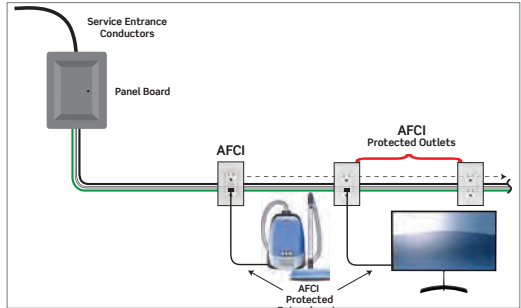 Service Entrance
Conductors
Panel Board
AFCI
AFCI
Protected Outlets
AFCI
Protected